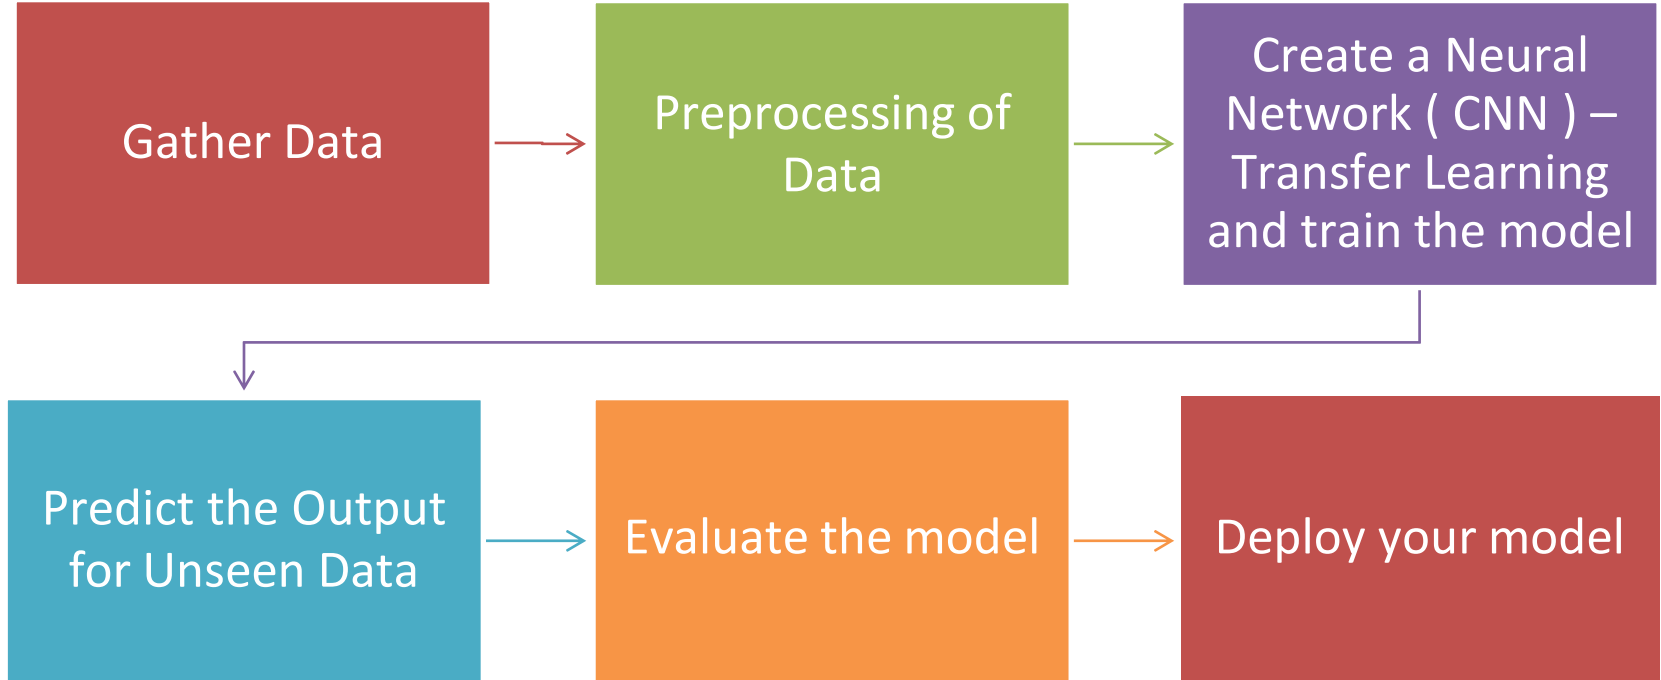 Gather Data
Preprocessing of
Data
Create a Neural
Network ( CNN ) –
Transfer Learning
and train the model
Predict the Output
for Unseen Data
Evaluate the model
Deploy your model